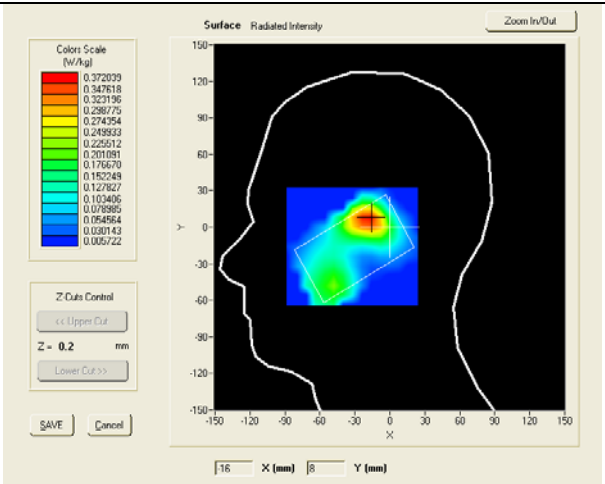 Surface Radiated Intensity
Zoom In/Out
Colors Scale
(W/kg)
0.372039
0.347618
0.323196
0.298775
0.274354
0.249933
0.225512
0.201091
0.176670
0.152249
0.127827
0.103406
0.078985
0.054564
0.030143
0.005722
150
90
60
30
0
-30
-60
-90
-120
-150
Y
-150 -120 -90 -60 -30 0 30 60 90 120 150
X
Z-Cuts Control
<< Upper Cut
Z = 0.2 mm
Lower Cut >>
SAVE Cancel
-16 X (mm) 8 Y (mm)